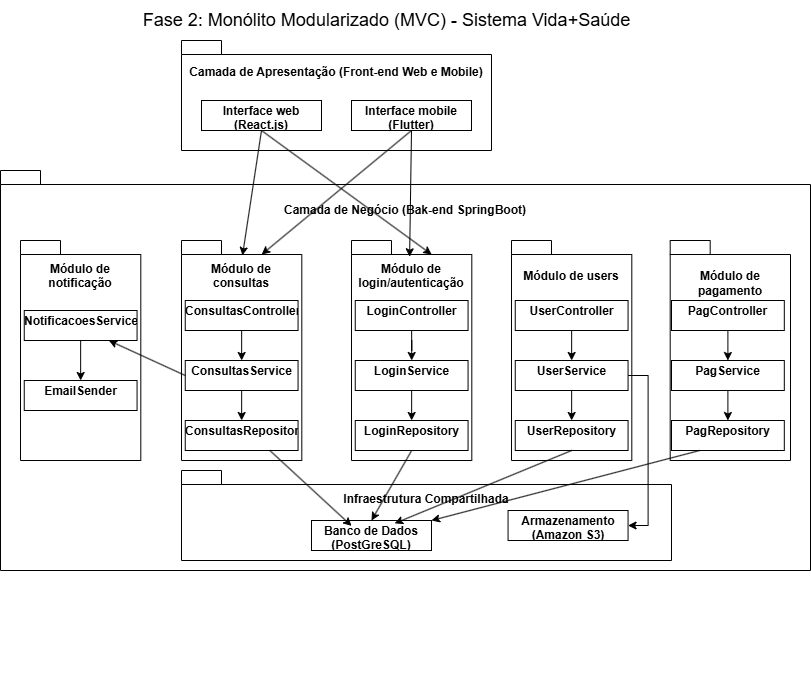 Fase 2: Monólito Modularizado (MVC) - Sistema Vida+Saúde
Camada de Apresentação (Front-end Web e Mobile)
Interface web
(React.js)
Interface mobile
(Flutter)
Camada de Negócio (Bak-end SpringBoot)
Módulo de
notificação
NotificacoesService
EmailSender
Módulo de
consultas
ConsultasController
ConsultasService
ConsultasRepositor
Módulo de
login/autenticação
LoginController
LoginService
LoginRepository
Módulo de users
UserController
UserService
UserRepository
Módulo de
pagamento
PagController
PagService
PagRepository
Infraestrutura Compartilhada
Banco de Dados
(PostGreSQL)
Armazenamento
(Amazon S3)